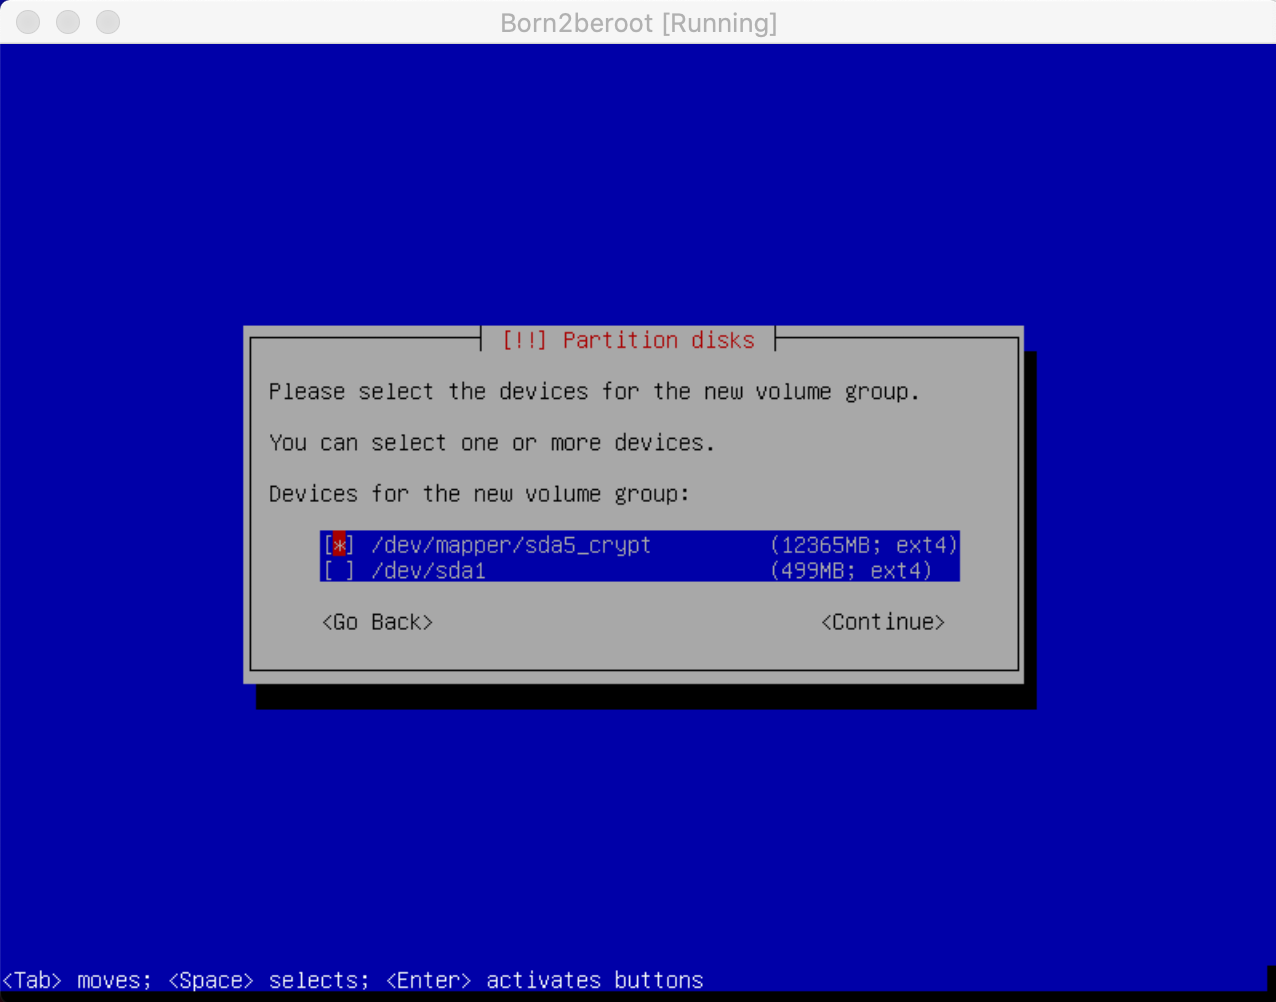 Born2beroot [Running]
[!!] Partition disks
Please select the devices for the new volume group.
You can select one or more devices.
Devices for the new volume group:
[*] /dev/mapper/sda5_crypt (12365MB; ext4)
[ ] /dev/sda1 (499MB; ext4)
<Go Back> <Continue>
<Tab> moves; <Space> selects; <Enter> activates buttons